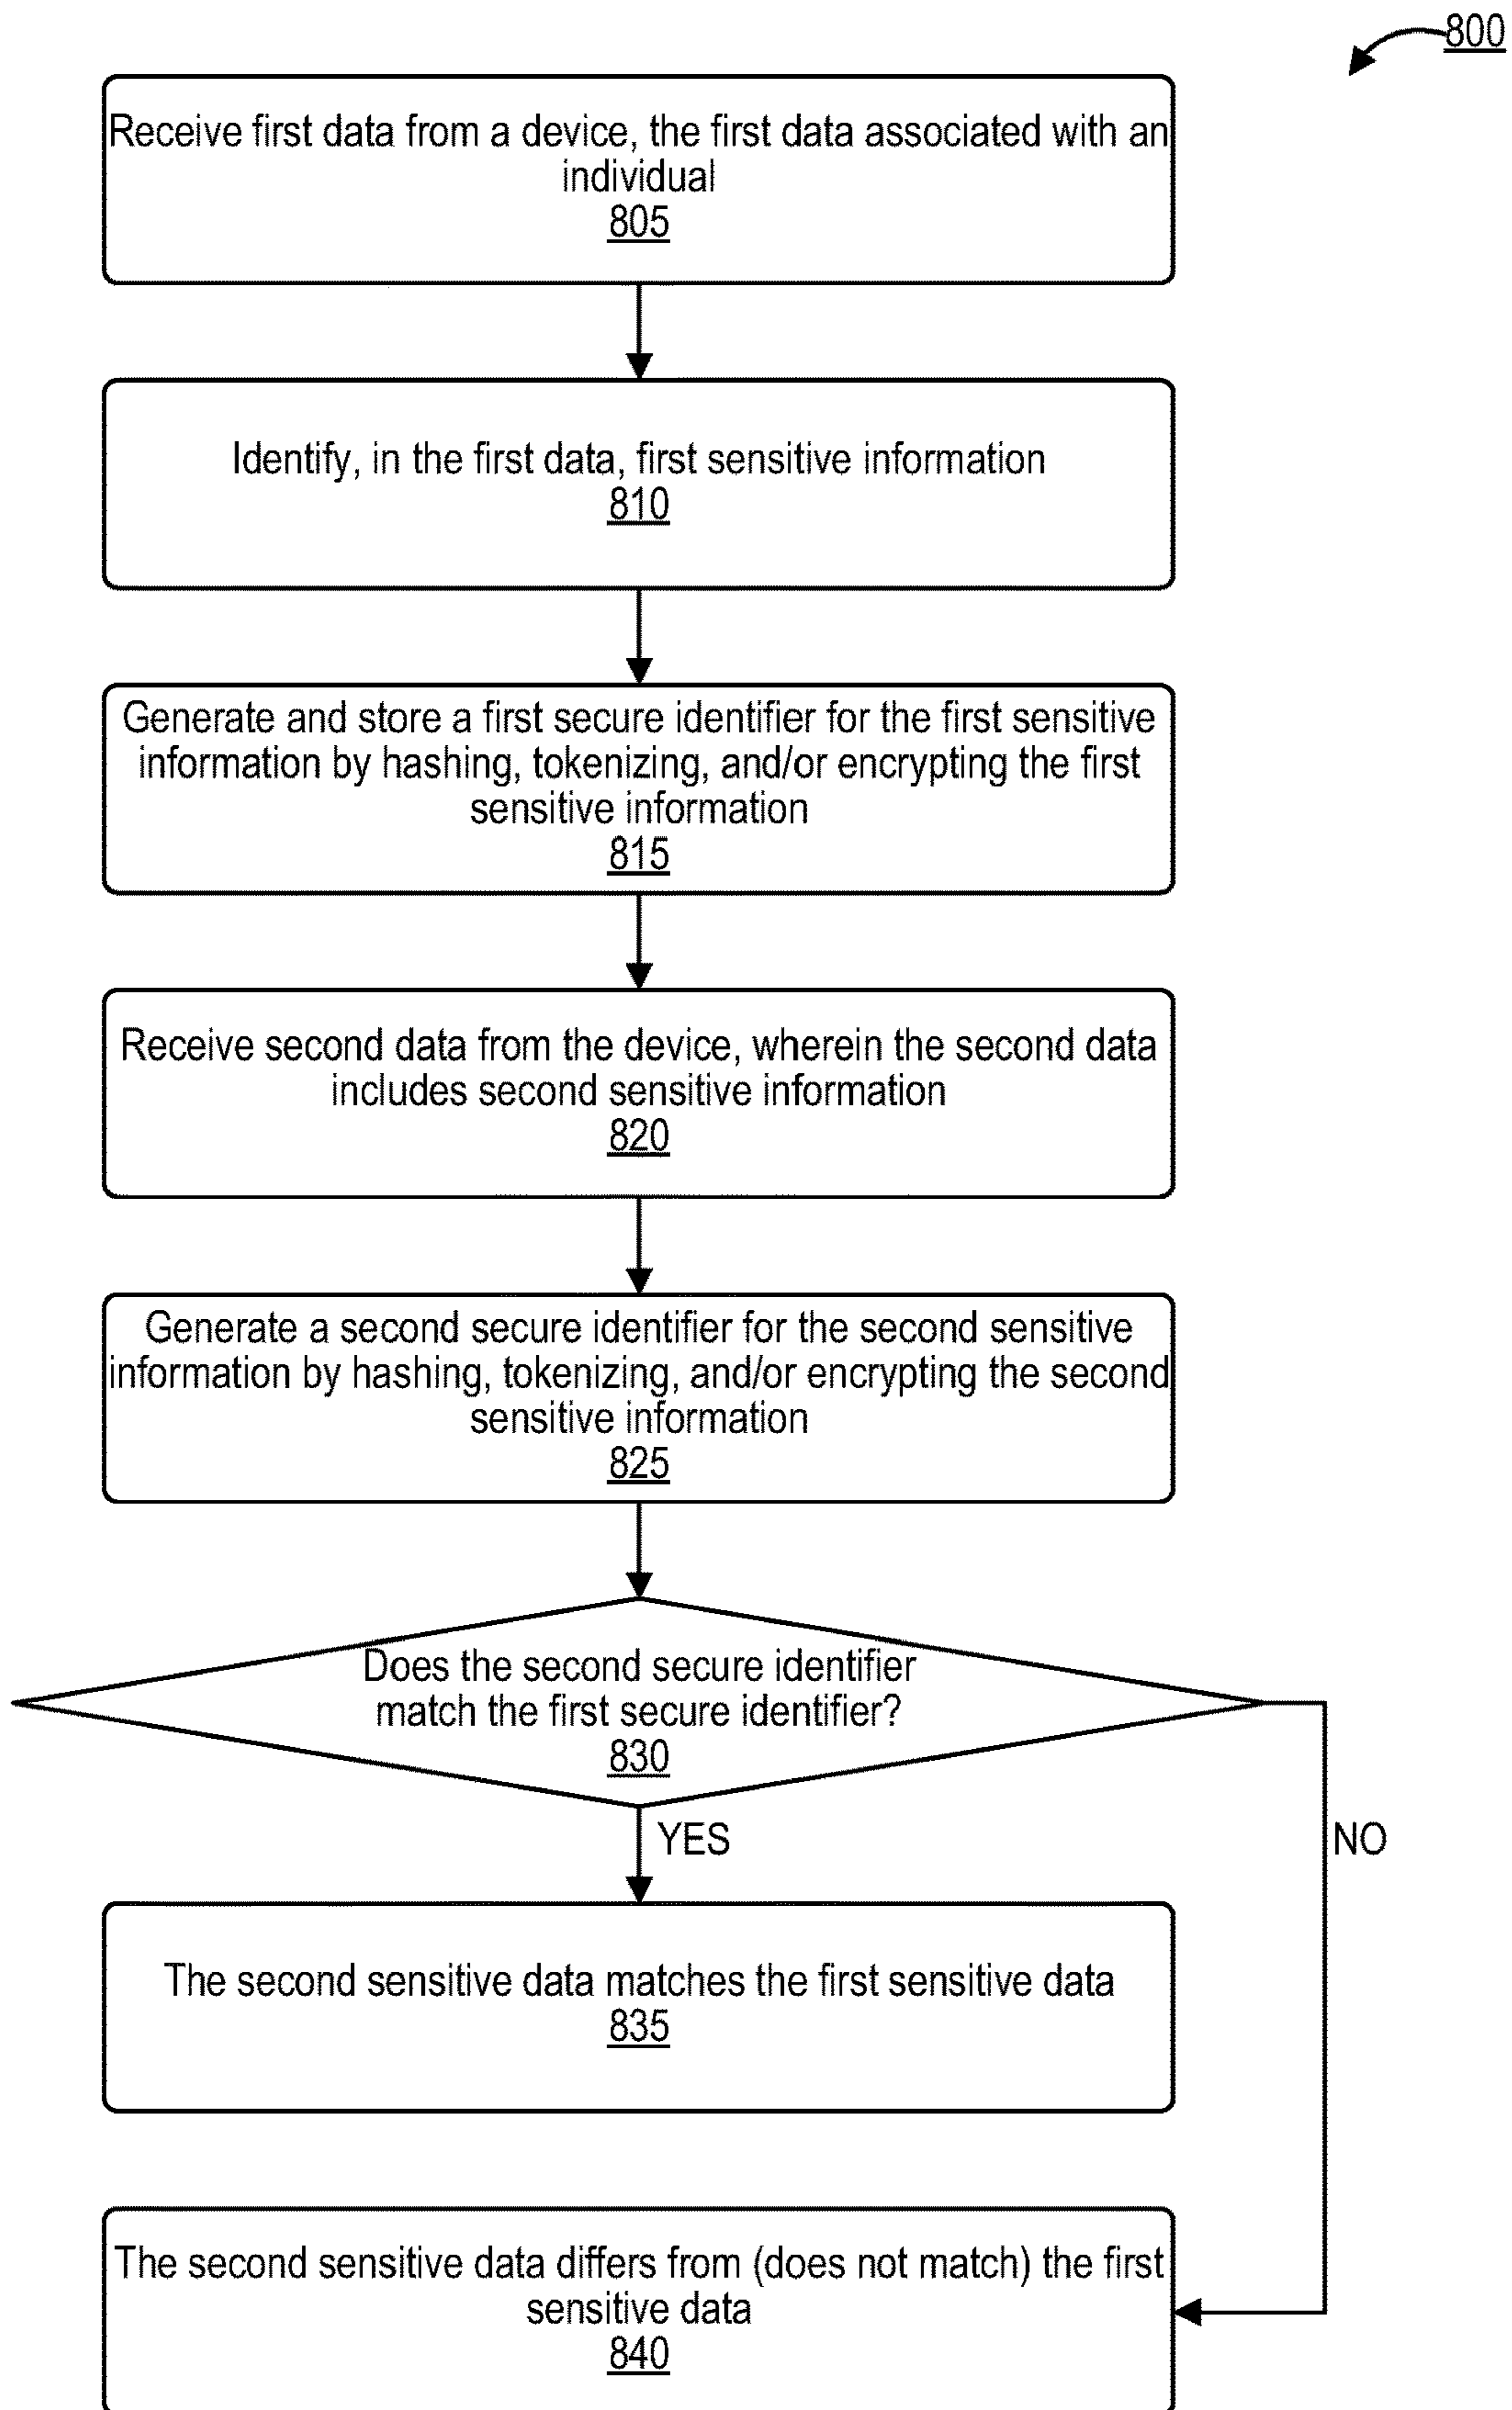 800
Receive first data from a device, the first data associated with an
individual
805
Identify, in the first data, first sensitive information
810
Generate and store a first secure identifier for the first sensitive
information by hashing, tokenizing, and/or encrypting the first
sensitive information
815
Receive second data from the device, wherein the second data
includes second sensitive information
820
Generate a second secure identifier for the second sensitive
information by hashing, tokenizing, and/or encrypting the second
sensitive information
825
Does the second secure identifier
match the first secure identifier?
830
YES
NO
The second sensitive data matches the first sensitive data
835
The second sensitive data differs from (does not match) the first
sensitive data
840